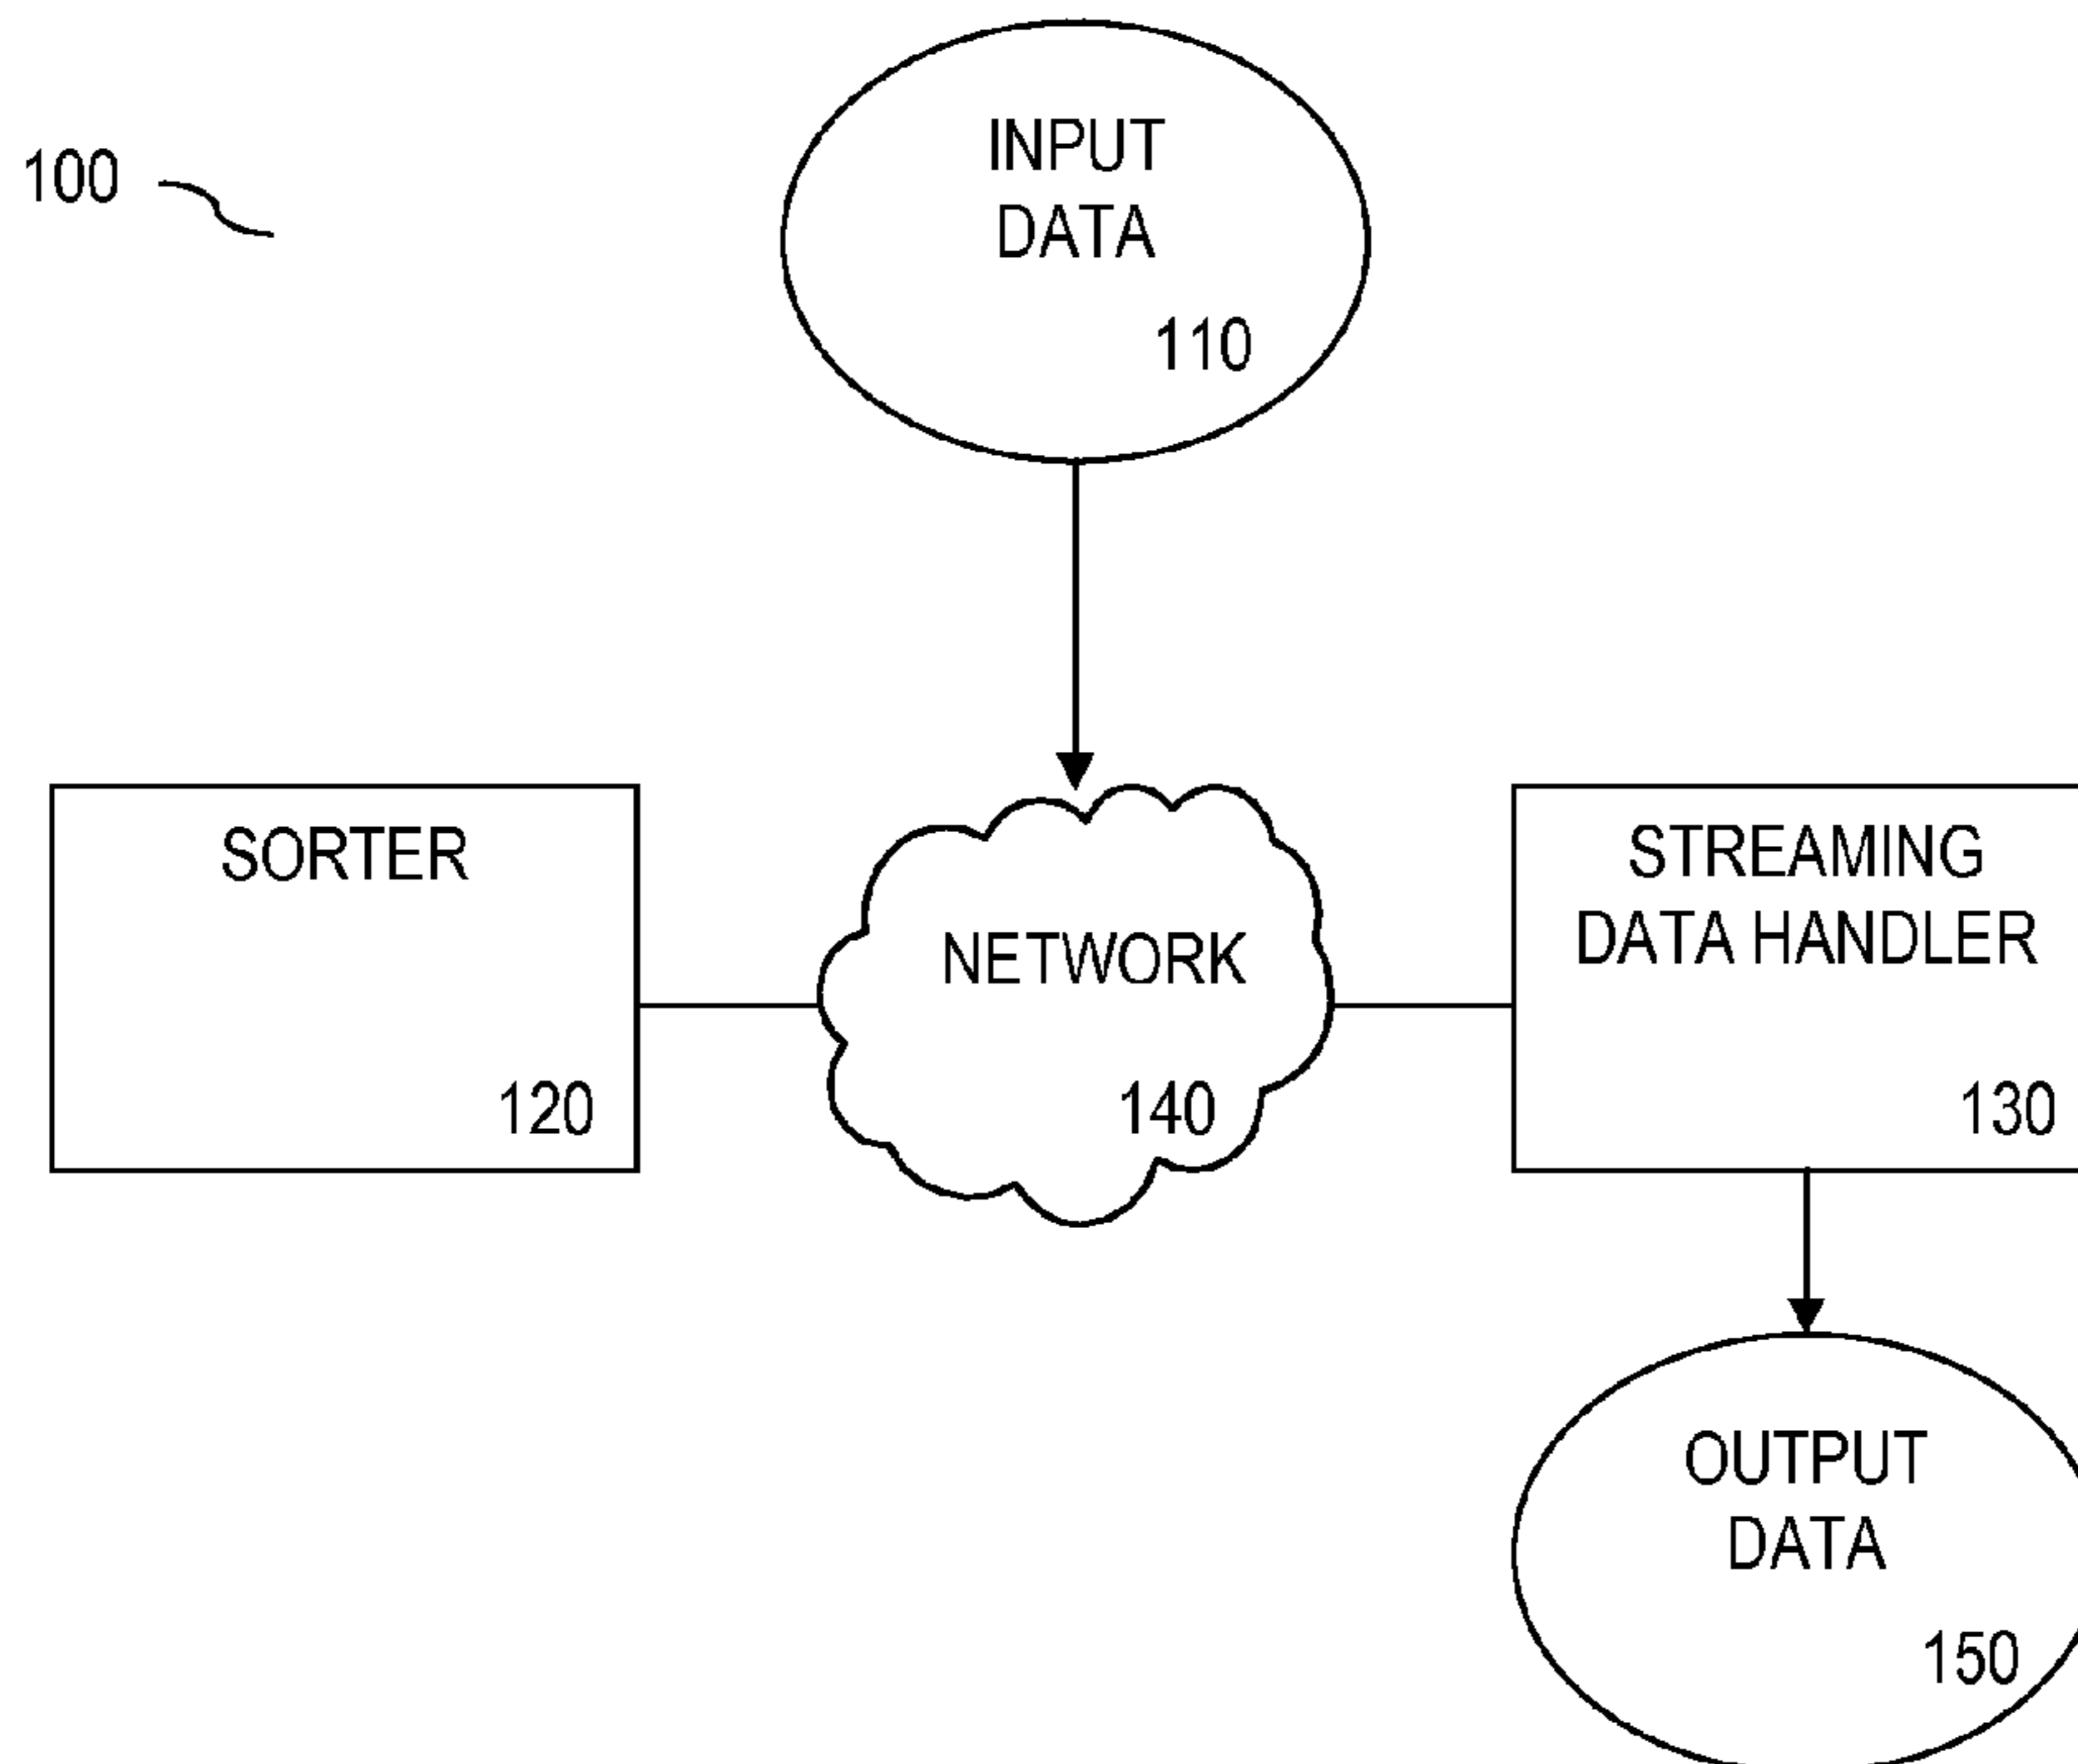 100
INPUT
DATA
110
SORTER
120
NETWORK
140
STREAMING
DATA HANDLER
130
OUTPUT
DATA
150